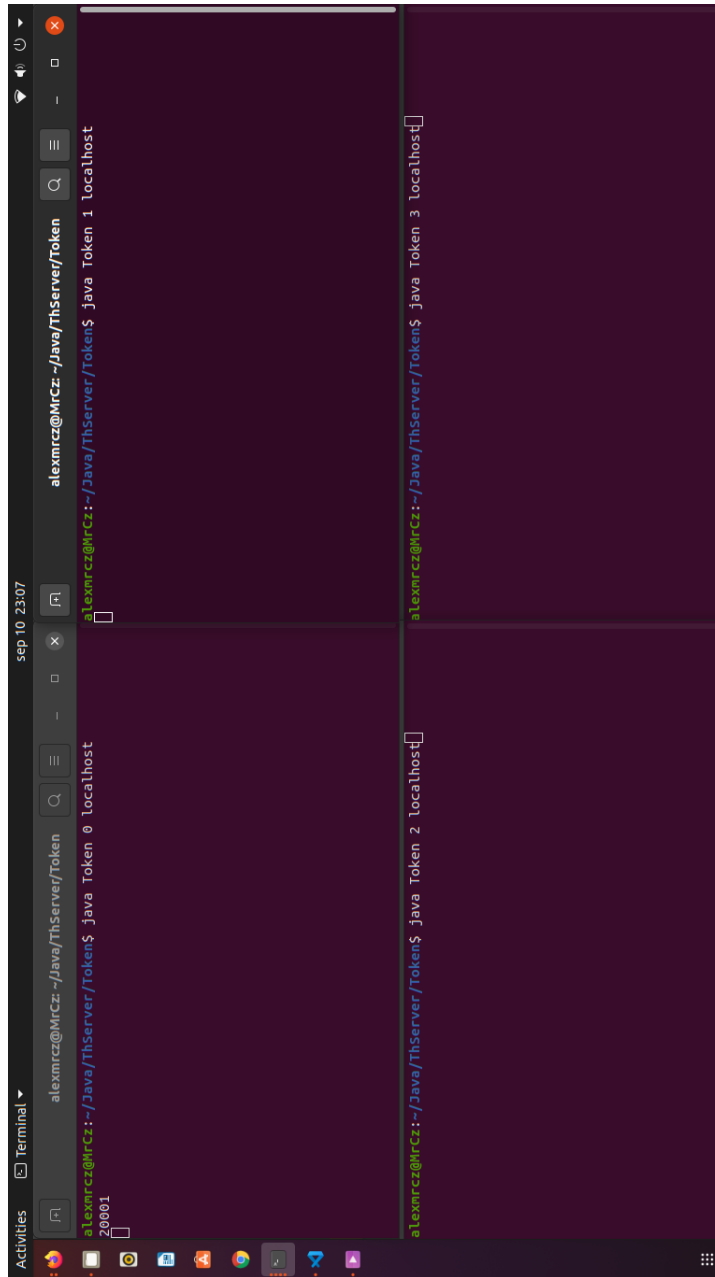 Activities
Terminal
sep 10 23:07
alexmrcz@MrCz: ~/Java/ThServer/Token
alexmrcz@MrCz:~/Java/ThServer/Token$ java Token 0 localhost
20001
alexmrcz@MrCz: ~/Java/ThServer/Token
alexmrcz@MrCz:~/Java/ThServer/Token$ java Token 1 localhost
alexmrcz@MrCz:~/Java/ThServer/Token$ java Token 2 localhost
alexmrcz@MrCz:~/Java/ThServer/Token$ java Token 3 localhost